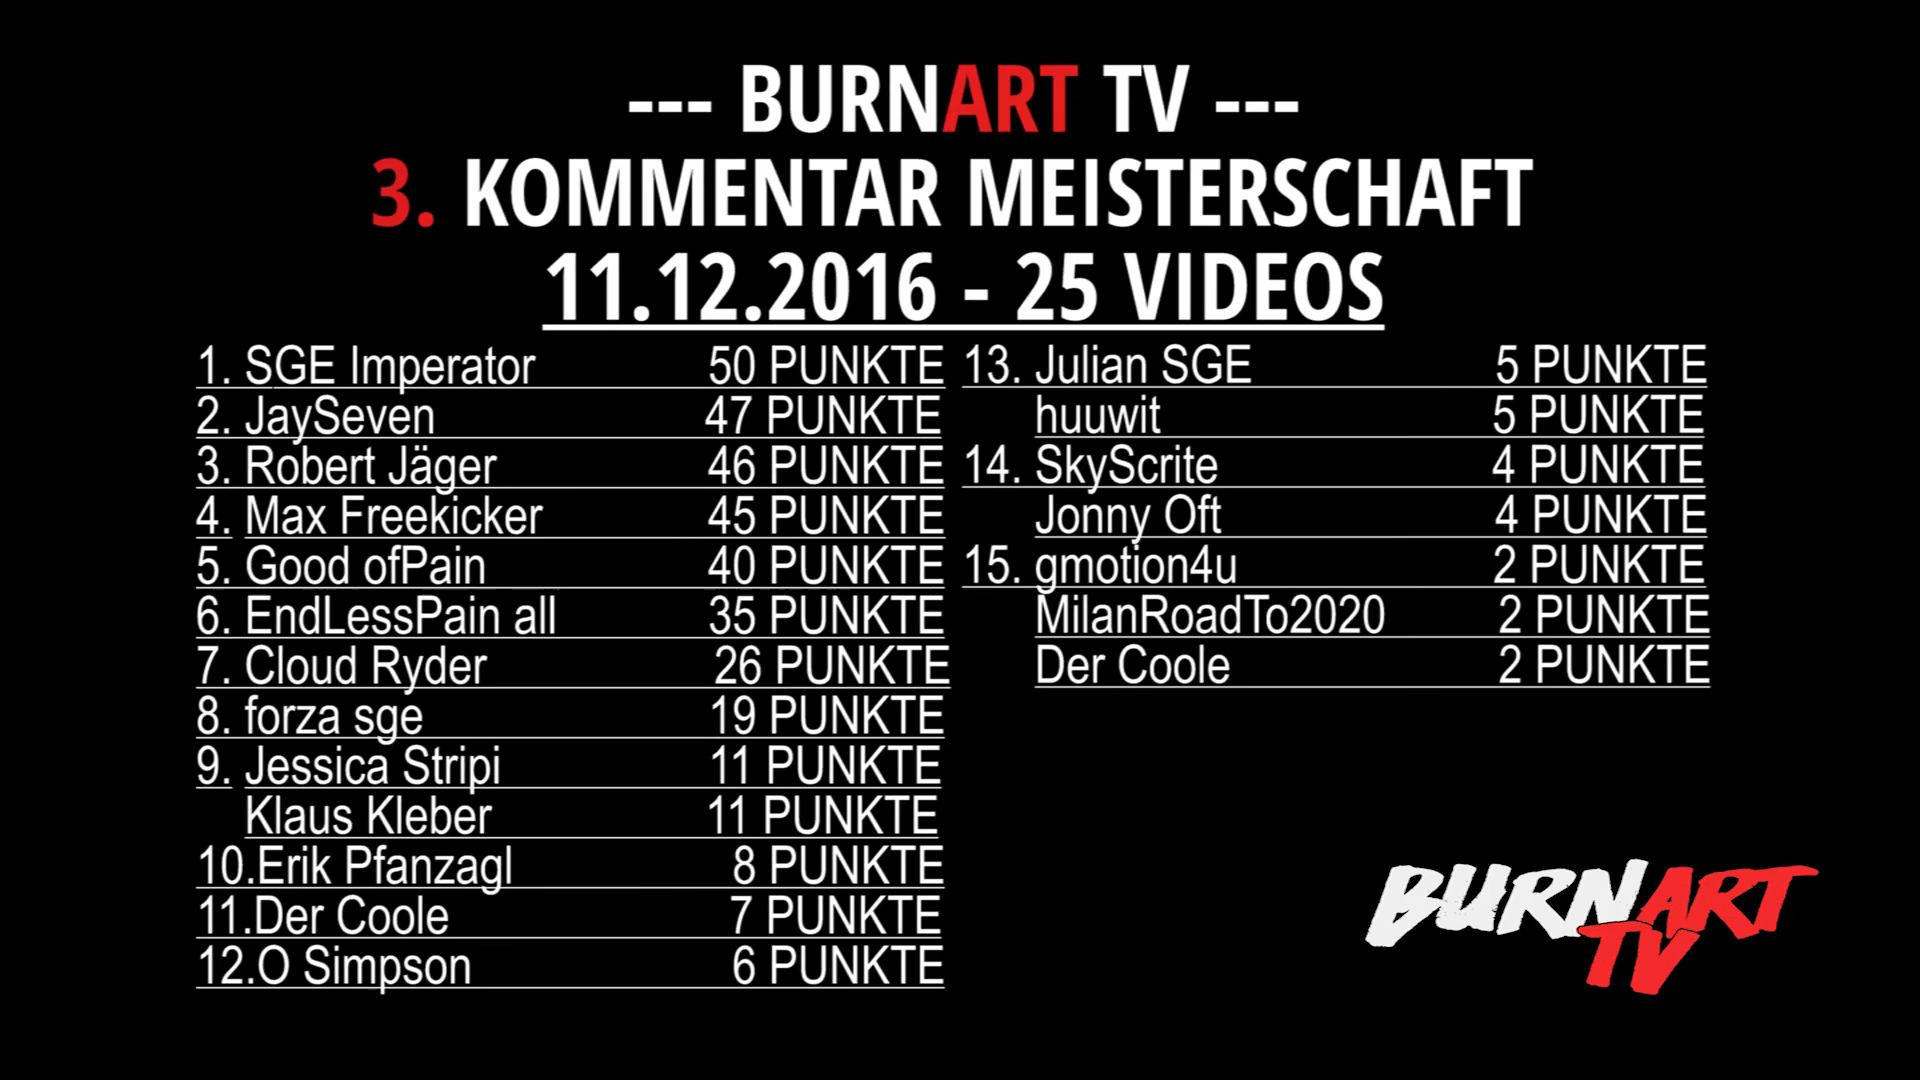 --- BURNART TV ---
3. KOMMENTAR MEISTERSCHAFT
11.12.2016 - 25 VIDEOS
1. SGE Imperator 50 PUNKTE
2. JaySeven 47 PUNKTE
3. Robert Jäger 46 PUNKTE
4. Max Freekicker 45 PUNKTE
5. Good ofPain 40 PUNKTE
6. EndLessPain all 35 PUNKTE
7. Cloud Ryder 26 PUNKTE
8. forza sge 19 PUNKTE
9. Jessica Stripi 11 PUNKTE
Klaus Kleber 11 PUNKTE
10.Erik Pfanzagl 8 PUNKTE
11.Der Coole 7 PUNKTE
12.O Simpson 6 PUNKTE
13. Julian SGE 5 PUNKTE
huuwit 5 PUNKTE
14. SkyScrite 4 PUNKTE
Jonny Oft 4 PUNKTE
15. gmotion4u 2 PUNKTE
MilanRoadTo2020 2 PUNKTE
Der Coole 2 PUNKTE
BURNART
TV